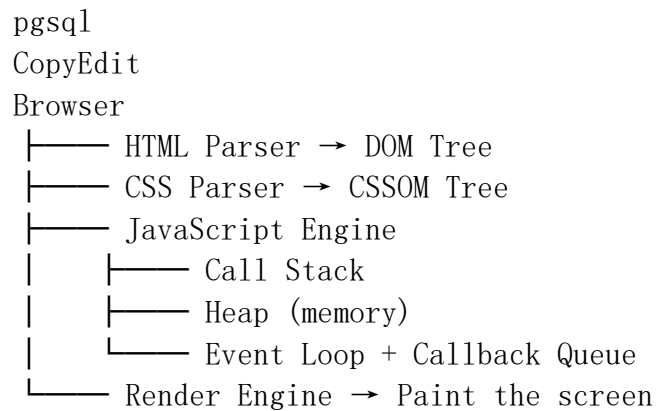 pgsql
CopyEdit
Browser
├── HTML Parser → DOM Tree
├── CSS Parser → CSSOM Tree
├── JavaScript Engine
│   ├── Call Stack
│   ├── Heap (memory)
│   └── Event Loop + Callback Queue
└── Render Engine → Paint the screen